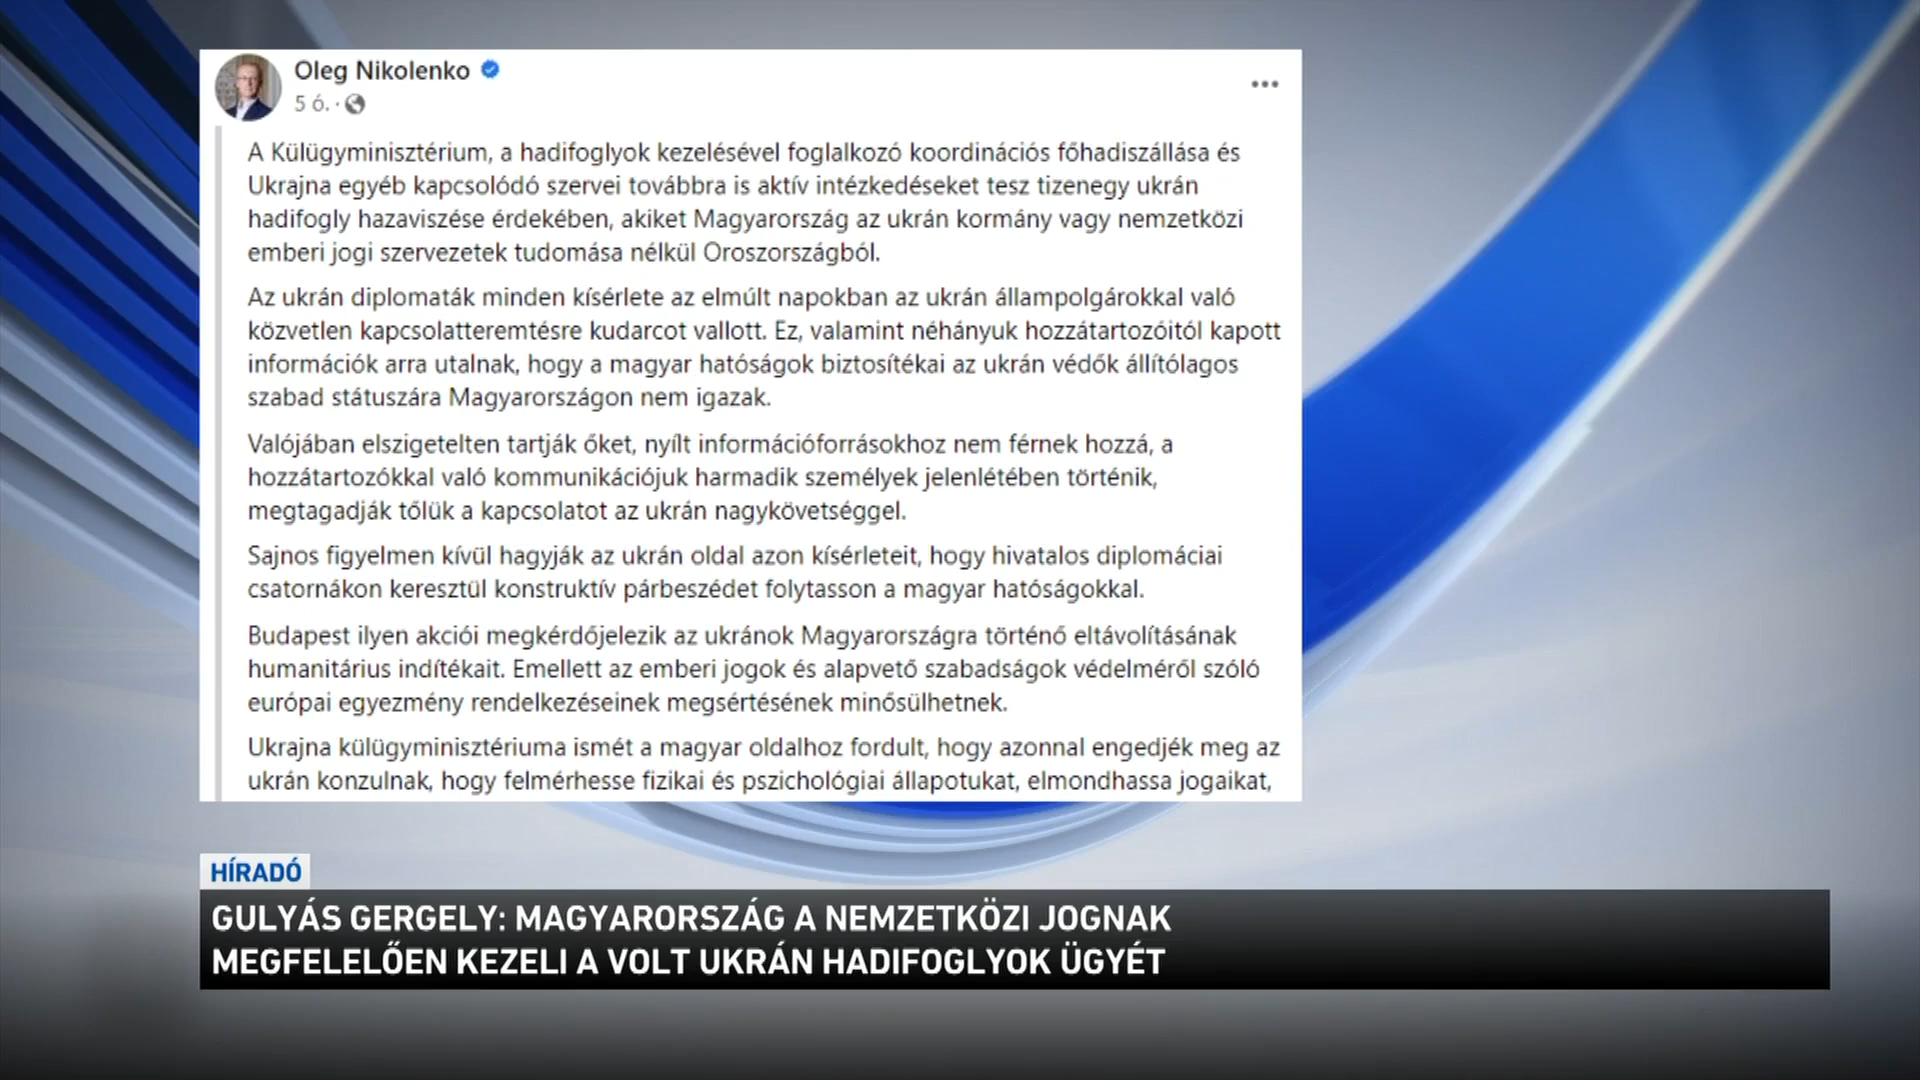 Oleg Nikolenko
5 ó. ·
A Külügyminisztérium, a hadifoglyok kezelésével foglalkozó koordinációs főhadiszállása és
Ukrajna egyéb kapcsolódó szervei továbbra is aktív intézkedéseket tesz tizenegy ukrán
hadifogly hazaviszése érdekében, akiket Magyarország az ukrán kormány vagy nemzetközi
emberi jogi szervezetek tudomása nélkül Oroszországból.
Az ukrán diplomaták minden kísérlete az elmúlt napokban az ukrán állampolgárokkal való
közvetlen kapcsolatteremtésre kudarcot vallott. Ez, valamint néhányuk hozzátartozóitól kapott
információk arra utalnak, hogy a magyar hatóságok biztosítékai az ukrán védők állítólagos
szabad státuszára Magyarországon nem igazak.
Valójában elszigetelten tartják őket, nyílt információforrásokhoz nem férnek hozzá, a
hozzátartozókkal való kommunikációjuk harmadik személyek jelenlétében történik,
megtagadják tőlük a kapcsolatot az ukrán nagykövetséggel.
Sajnos figyelmen kívül hagyják az ukrán oldal azon kísérleteit, hogy hivatalos diplomáciai
csatornákon keresztül konstruktív párbeszédet folytasson a magyar hatóságokkal.
Budapest ilyen akciói megkérdőjelezik az ukránok Magyarországra történő eltávolításának
humanitárius indítékait. Emellett az emberi jogok és alapvető szabadságok védelméről szóló
európai egyezmény rendelkezéseinek megsértésének minősülhetnek.
Ukrajna külügyminisztériuma ismét a magyar oldalhoz fordult, hogy azonnal engedjék meg az
ukrán konzulnak, hogy felmérhesse fizikai és pszichológiai állapotukat, elmondhassa jogaikat,
HÍRADÓ
GULYÁS GERGELY: MAGYARORSZÁG A NEMZETKÖZI JOGNAK
MEGFELELŐEN KEZELI A VOLT UKRÁN HADIFOGLYOK ÜGYÉT